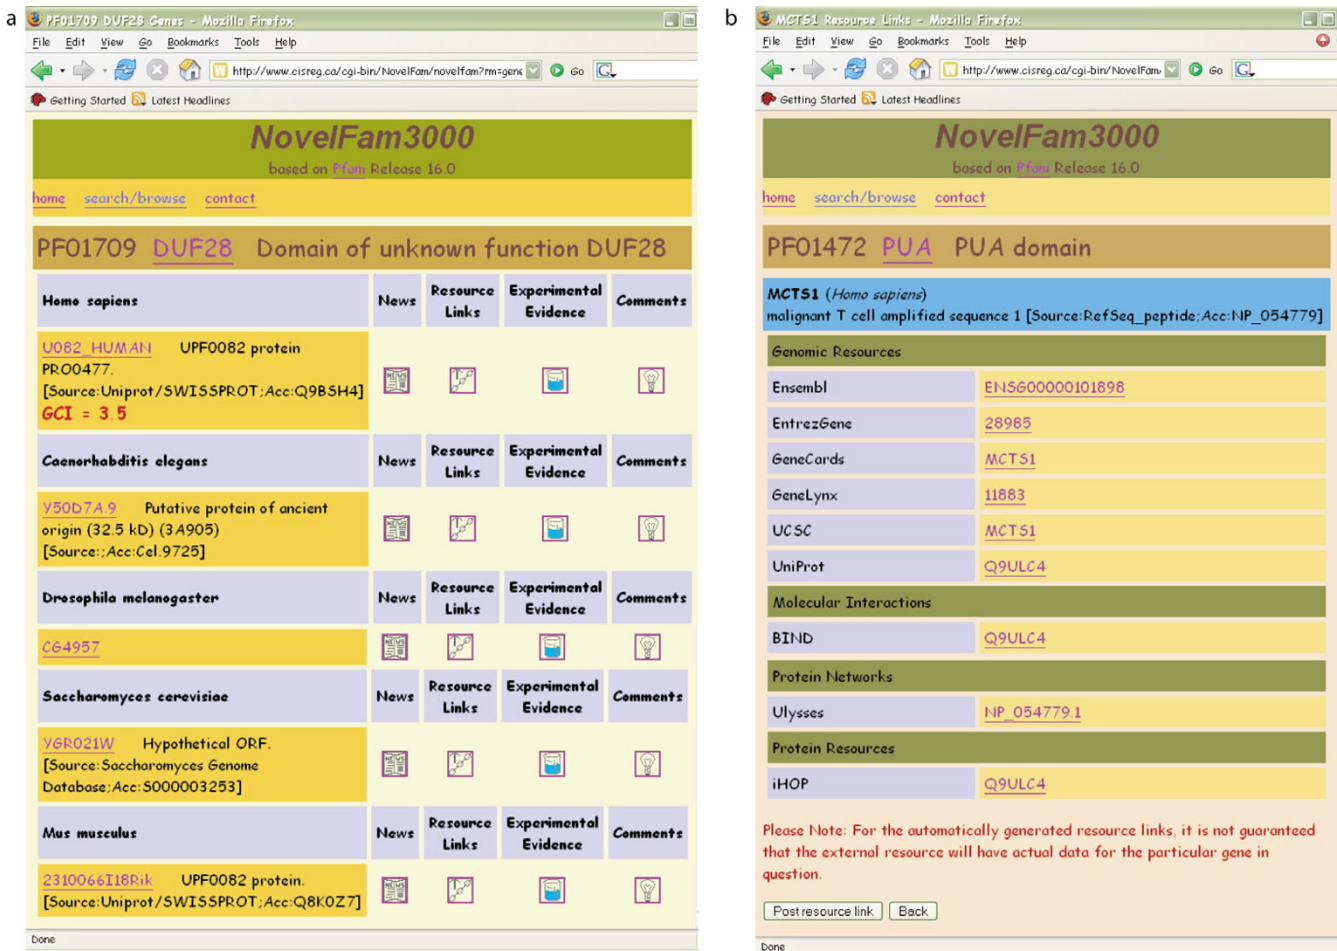 a
PF01709 DUF28 Genes - Mozilla Firefox
File Edit View Go Bookmarks Tools Help
http://www.cisreg.ca/cgi-bin/NovelFam/novelfam?rm=gene
Go
Getting Started Latest Headlines
NovelFam3000
based on Pfam Release 16.0
home search/browse contact
PF01709 DUF28 Domain of unknown function DUF28
Homo sapiens News Resource Links Experimental Evidence Comments
U082_HUMAN UPF0082 protein
PRO0477.
[Source:Uniprot/SWISSPROT;Acc:Q9BSH4]
GCI = 3.5
Caenorhabditis elegans News Resource Links Experimental Evidence Comments
Y50D7A.9 Putative protein of ancient
origin (32.5 kD) (3A905)
[Source:;Acc:Cel.9725]
Drosophila melanogaster News Resource Links Experimental Evidence Comments
CG4957
Saccharomyces cerevisiae News Resource Links Experimental Evidence Comments
YGR021W Hypothetical ORF.
[Source:Saccharomyces Genome
Database;Acc:S000003253]
Mus musculus News Resource Links Experimental Evidence Comments
2310066I18Rik UPF0082 protein.
[Source:Uniprot/SWISSPROT;Acc:Q8K0Z7]
Done
b
MCTS1 Resource Links - Mozilla Firefox
File Edit View Go Bookmarks Tools Help
http://www.cisreg.ca/cgi-bin/NovelFam
Go
Getting Started Latest Headlines
NovelFam3000
based on Pfam Release 16.0
home search/browse contact
PF01472 PUA PUA domain
MCTS1 (Homo sapiens)
malignant T cell amplified sequence 1 [Source:RefSeq_peptide;Acc:NP_054779]
Genomic Resources
Ensembl ENSG00000101898
EntrezGene 28985
GeneCards MCTS1
GeneLynx 11883
UCSC MCTS1
UniProt Q9ULC4
Molecular Interactions
BIND Q9ULC4
Protein Networks
Ulysses NP_054779.1
Protein Resources
iHOP Q9ULC4
Please Note: For the automatically generated resource links, it is not guaranteed
that the external resource will have actual data for the particular gene in
question.
Post resource link Back
Done